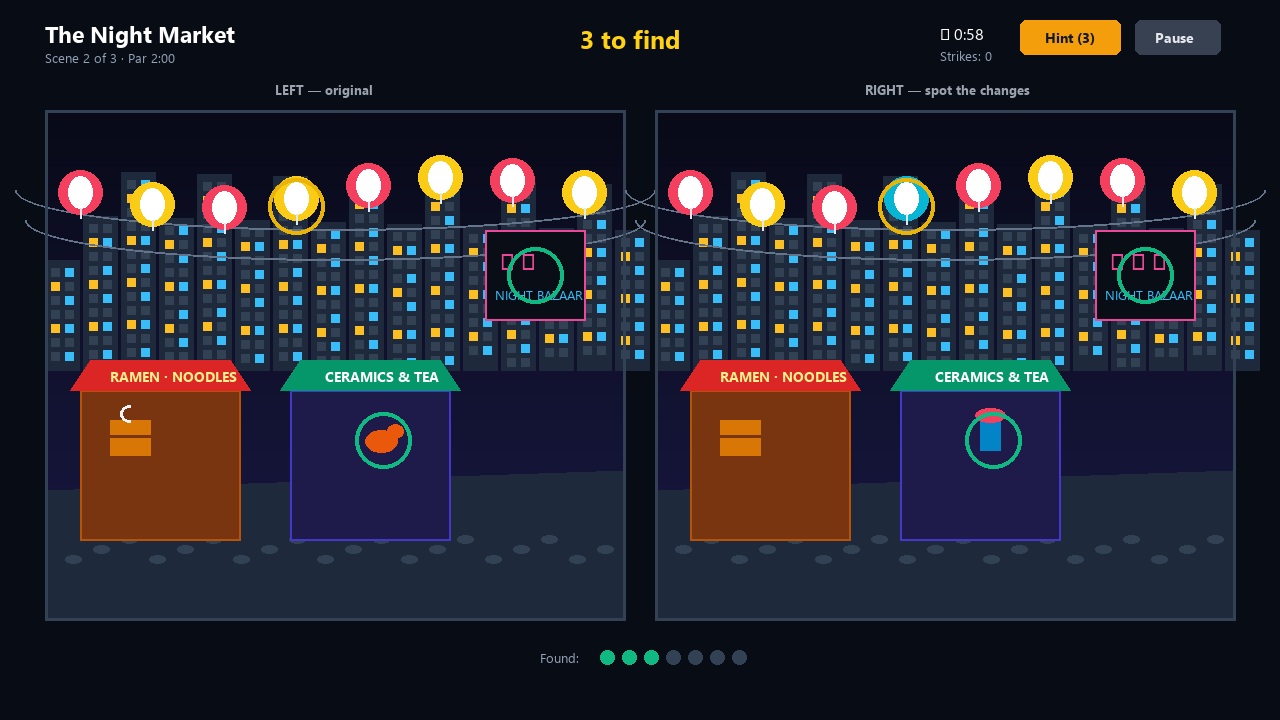 The Night Market
Scene 2 of 3 · Par 2:00
3 to find
0:58
Strikes: 0
Hint (3)
Pause
LEFT — original
RIGHT — spot the changes
NIGHT BAZAAR
RAMEN · NOODLES
CERAMICS & TEA
NIGHT BAZAAR
RAMEN · NOODLES
CERAMICS & TEA
Found: